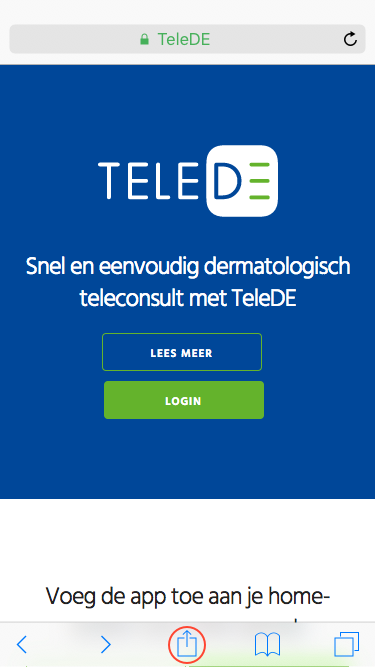 TeleDE
TELEDE
Snel en eenvoudig dermatologisch
teleconsult met TeleDE
LEES MEER
LOGIN
Voeg de app toe aan je home-